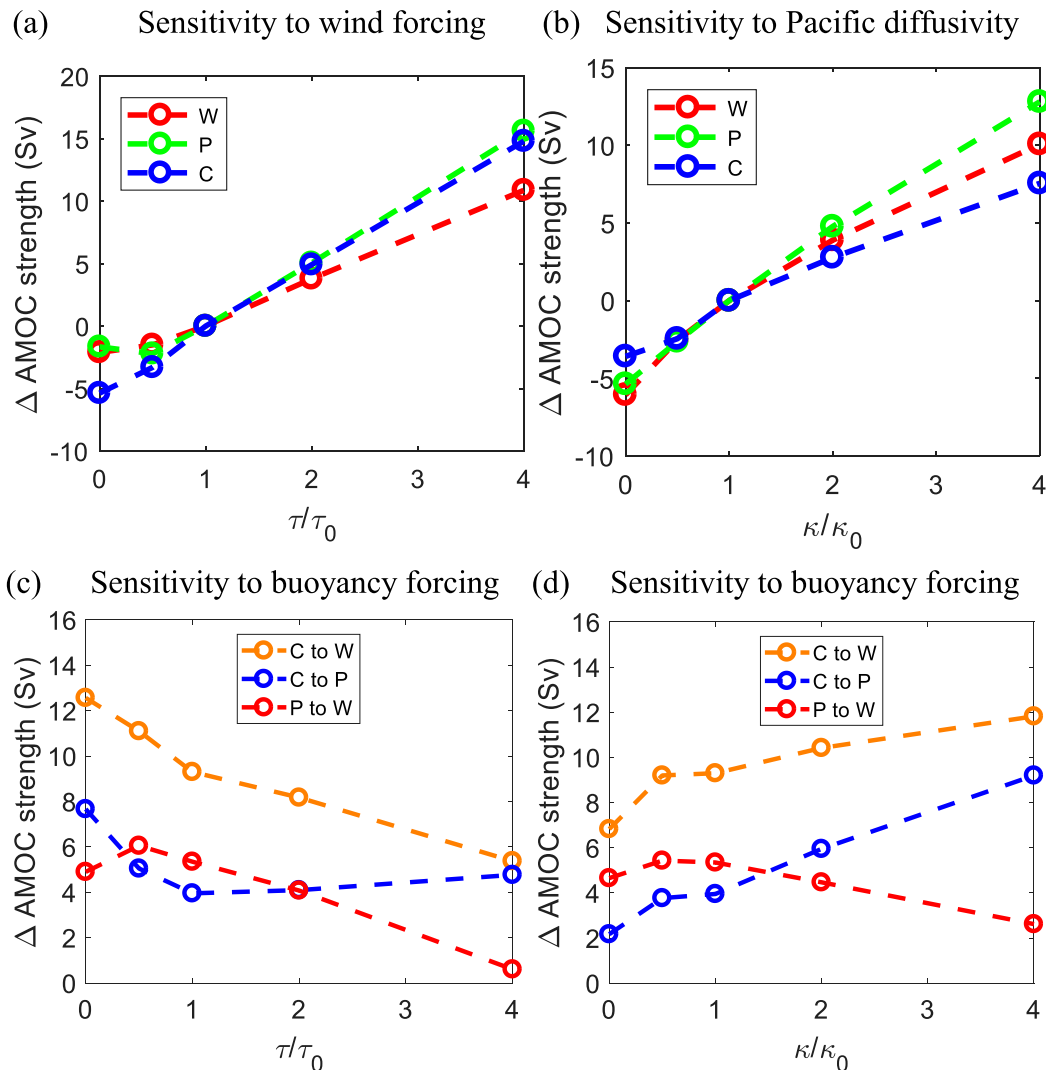 (a) Sensitivity to wind forcing
20
15
10
5
0
-5
-10
Δ AMOC strength (Sv)
W
P
C
0 1 2 3 4
τ/τ0
(b) Sensitivity to Pacific diffusivity
15
10
5
0
-5
-10
Δ AMOC strength (Sv)
W
P
C
0 1 2 3 4
κ/κ0
(c) Sensitivity to buoyancy forcing
16
14
12
10
8
6
4
2
0
Δ AMOC strength (Sv)
C to W
C to P
P to W
0 1 2 3 4
τ/τ0
(d) Sensitivity to buoyancy forcing
16
14
12
10
8
6
4
2
0
Δ AMOC strength (Sv)
C to W
C to P
P to W
0 1 2 3 4
κ/κ0